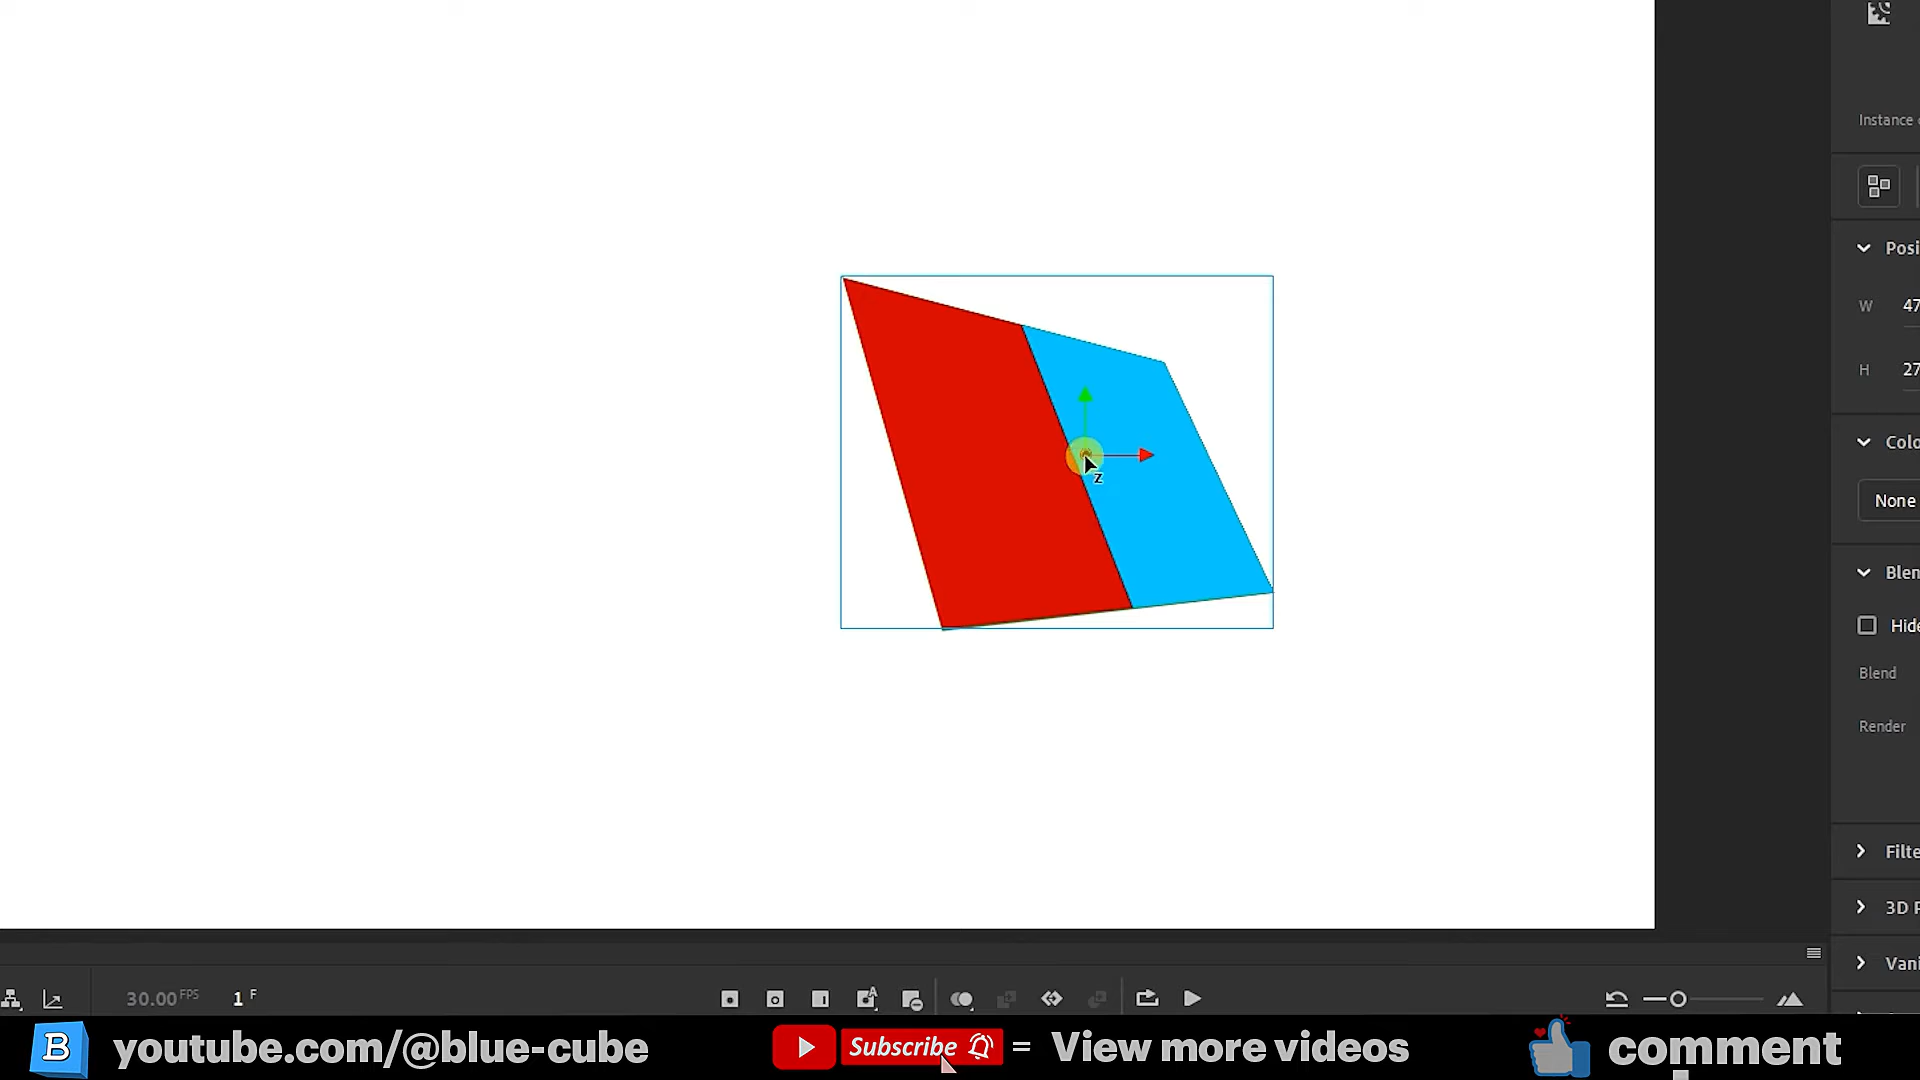 Instance
Posi
W 47
H 27
Colo
None
Blen
Hide
Blend
Render
Filte
3D P
Vani
z
30.00 FPS 1 F
B youtube.com/@blue-cube Subscribe = View more videos comment